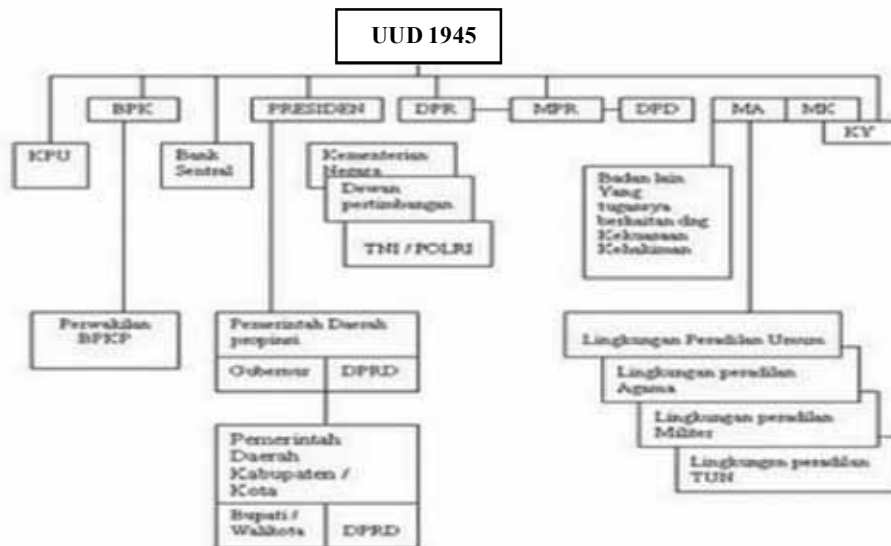 UUD 1945
BPK
PRESIDEN
DPR
MPR
DPD
MA
MK
KY
KPU
Bank
Sentral
Kementerian
Negara
Dewan
pertimbangan
TNI / POLRI
Badan lain
Yang
tugasnya
berkaitan dng
Kekuasaan
Kehakiman
Perwakilan
BPKP
Pemerintah Daerah
propinsi
Gubernur
DPRD
Lingkungan Peradilan Umum
Lingkungan peradilan
Agama
Lingkungan peradilan
Militer
Lingkungan peradilan
TUN
Pemerintah
Daerah
Kabupaten /
Kota
Bupati /
Walikota
DPRD